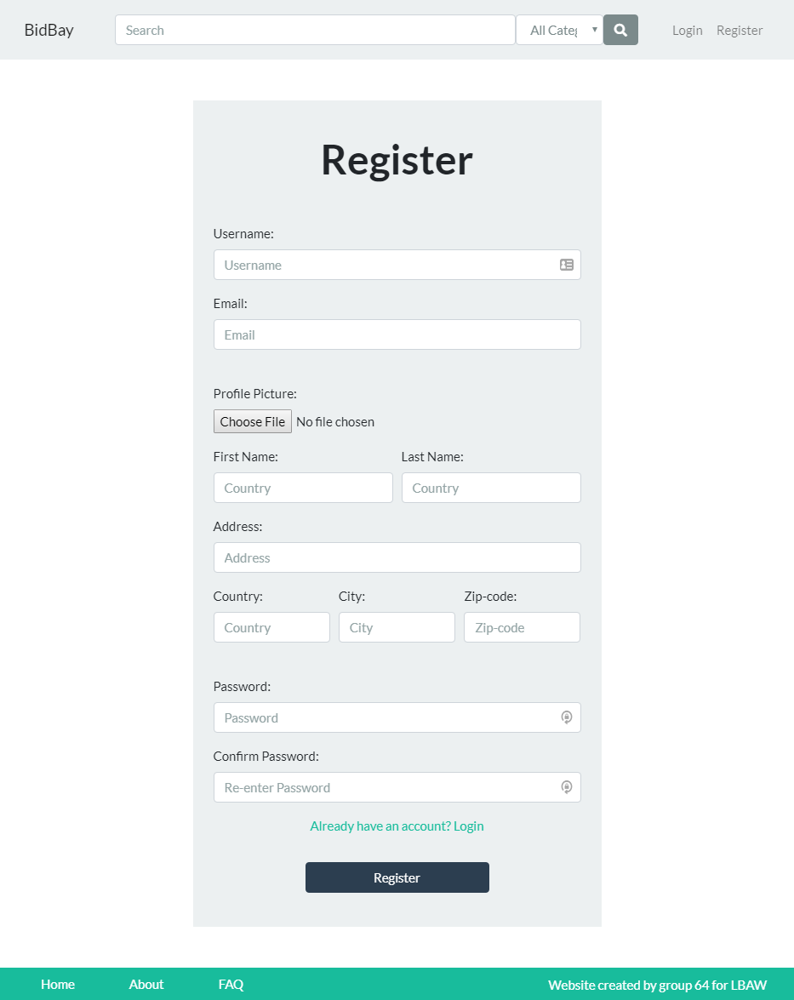 BidBay Search All Categ Login Register
Register
Username:
Username
Email:
Email
Profile Picture:
Choose File No file chosen
First Name: Last Name:
Country Country
Address:
Address
Country: City: Zip-code:
Country City Zip-code
Password:
Password
Confirm Password:
Re-enter Password
Already have an account? Login
Register
Home About FAQ Website created by group 64 for LBAW